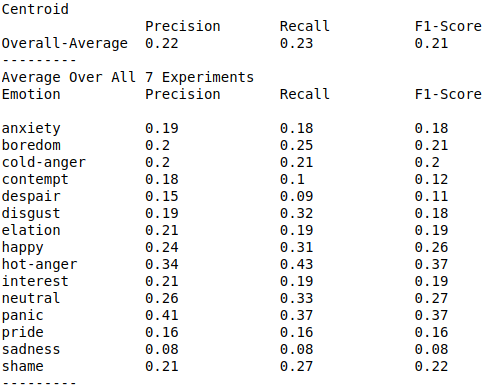 Centroid
Precision Recall F1-Score
Overall-Average 0.22 0.23 0.21
---------
Average Over All 7 Experiments
Emotion Precision Recall F1-Score
anxiety 0.19 0.18 0.18
boredom 0.2 0.25 0.21
cold-anger 0.2 0.21 0.2
contempt 0.18 0.1 0.12
despair 0.15 0.09 0.11
disgust 0.19 0.32 0.18
elation 0.21 0.19 0.19
happy 0.24 0.31 0.26
hot-anger 0.34 0.43 0.37
interest 0.21 0.19 0.19
neutral 0.26 0.33 0.27
panic 0.41 0.37 0.37
pride 0.16 0.16 0.16
sadness 0.08 0.08 0.08
shame 0.21 0.27 0.22
---------